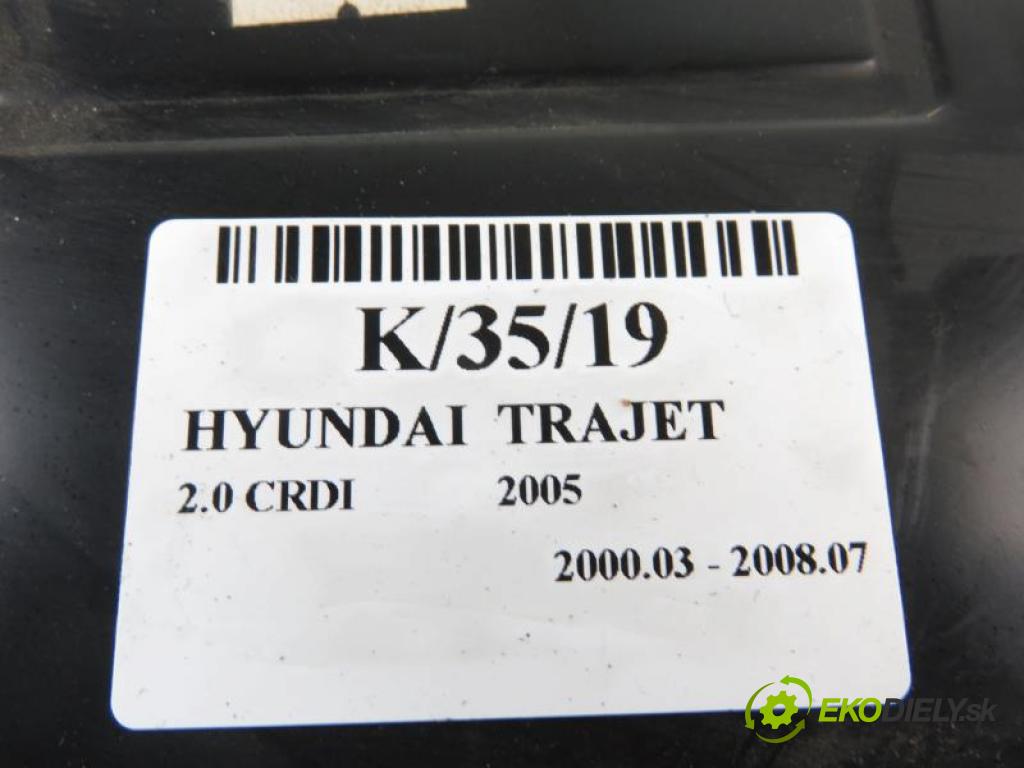 K/35/19
HYUNDAI TRAJET
2.0 CRDI 2005
2000.03 - 2008.07
EKODIELY.sk